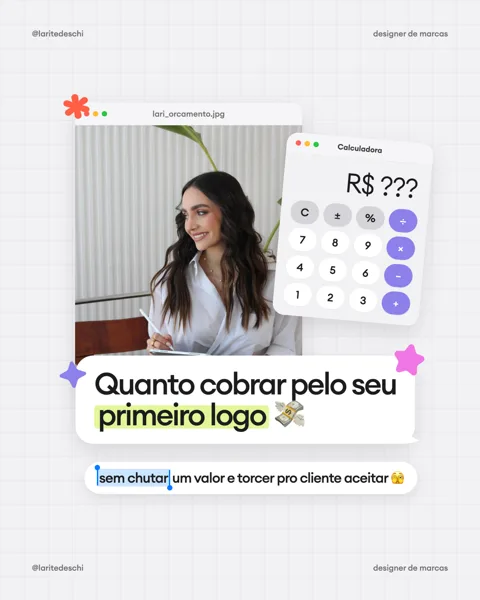 @laritedeschi
designer de marcas
lari_orcamento.jpg
Calculadora
R$ ???
C ± % ÷
7 8 9 ×
4 5 6 −
1 2 3 +
Quanto cobrar pelo seu
primeiro logo 💸
sem chutar um valor e torcer pro cliente aceitar 🫣
@laritedeschi
designer de marcas